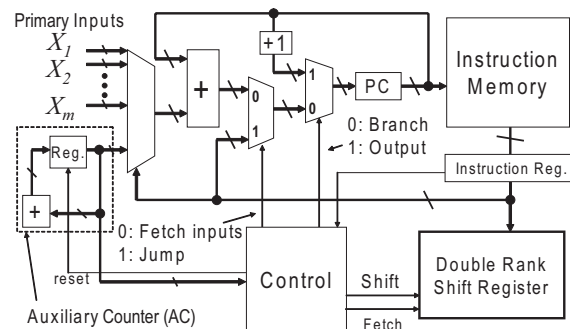 Primary Inputs
X1
X2
Xm
+1
+
0
1
1
0
PC
Instruction
Memory
0: Branch
1: Output
Instruction Reg.
Reg.
+
0: Fetch inputs
1: Jump
reset
Control
Shift
Fetch
Double Rank
Shift Register
Auxiliary Counter (AC)